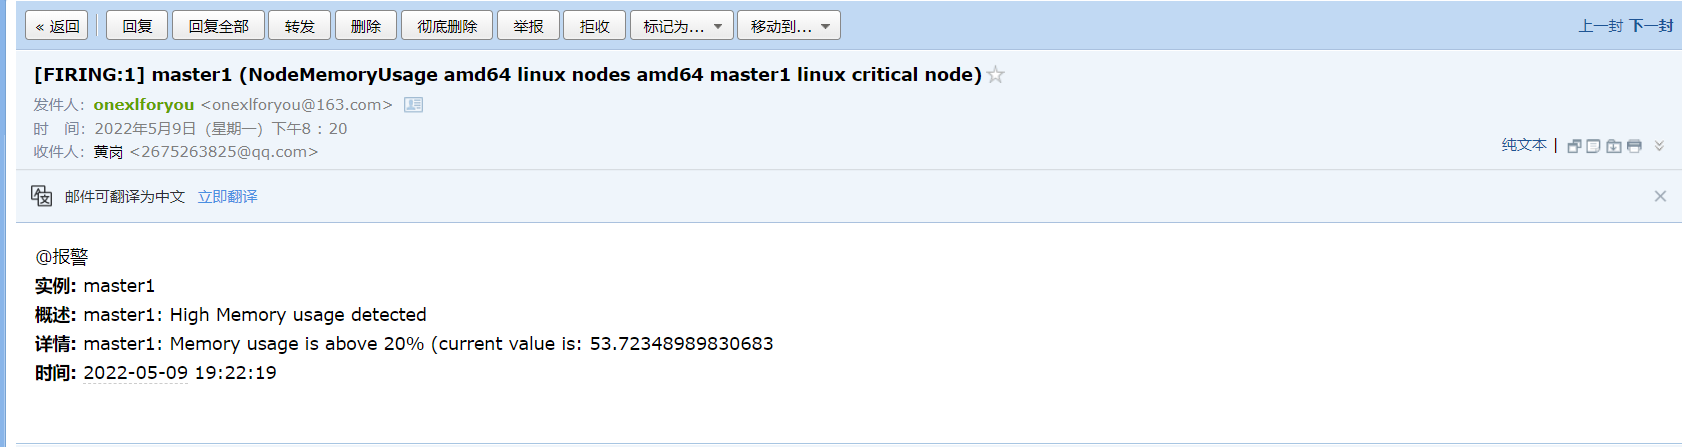 « 返回 回复 回复全部 转发 删除 彻底删除 举报 拒收 标记为... 移动到... 上一封 下一封
[FIRING:1] master1 (NodeMemoryUsage amd64 linux nodes amd64 master1 linux critical node)
发件人：onexlforyou <onexlforyou@163.com>
时 间：2022年5月9日（星期一）下午8：20
收件人：黄岗 <2675263825@qq.com>
纯文本 |
邮件可翻译为中文 立即翻译
@报警
实例: master1
概述: master1: High Memory usage detected
详情: master1: Memory usage is above 20% (current value is: 53.72348989830683
时间: 2022-05-09 19:22:19